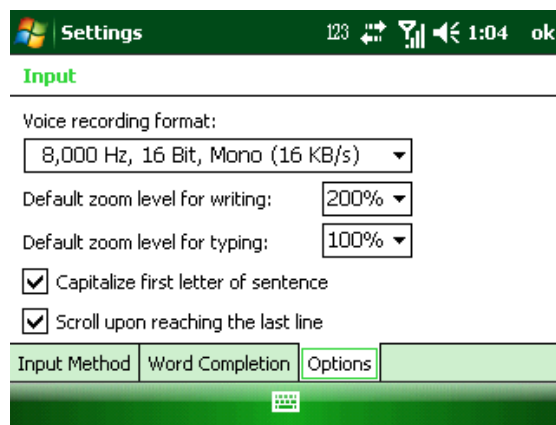 Settings 123 1:04 ok
Input
Voice recording format:
8,000 Hz, 16 Bit, Mono (16 KB/s)
Default zoom level for writing: 200%
Default zoom level for typing: 100%
Capitalize first letter of sentence
Scroll upon reaching the last line
Input Method Word Completion Options